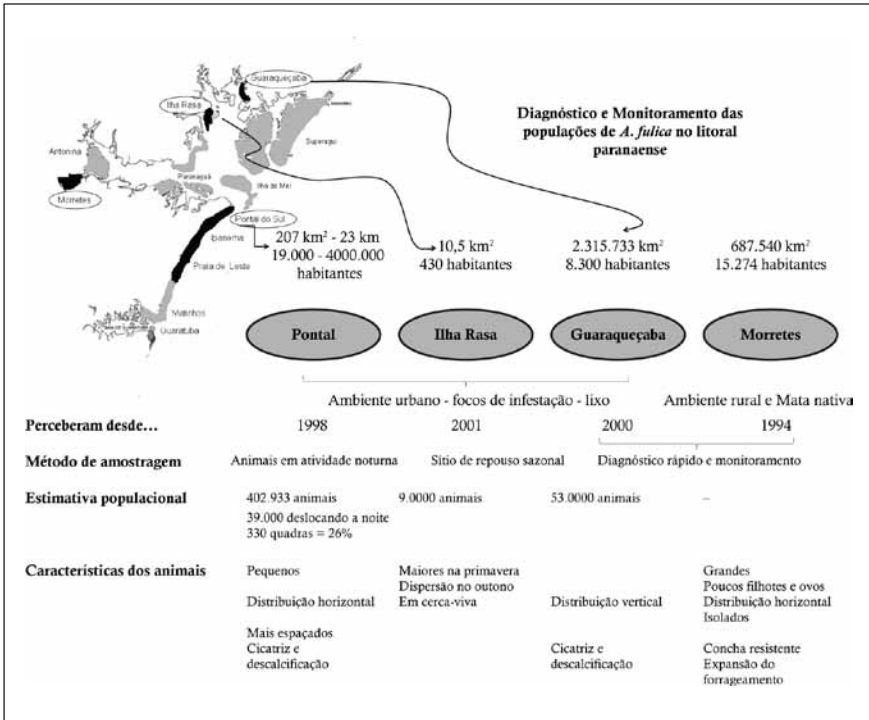 Guaraqueçaba
Ilha Rasa
Diagnóstico e Monitoramento das
populações de A. fulica no litoral
paranaense
Superagui
Antonina
Paranaguá
Ilha do Mel
Morretes
Pontal do Sul
Ipanema
Praia de Leste
Matinhos
Guaratuba
207 km² - 23 km
19.000 - 4000.000
habitantes
10,5 km²
430 habitantes
2.315.733 km²
8.300 habitantes
687.540 km²
15.274 habitantes
Pontal
Ilha Rasa
Guaraqueçaba
Morretes
Ambiente urbano - focos de infestação - lixo
Ambiente rural e Mata nativa
Perceberam desde... 1998 2001 2000 1994
Método de amostragem Animais em atividade noturna Sítio de repouso sazonal Diagnóstico rápido e monitoramento
Estimativa populacional 402.933 animais 9.0000 animais 53.0000 animais –
39.000 deslocando a noite
330 quadras = 26%
Características dos animais Pequenos Maiores na primavera Grandes
Dispersão no outono Poucos filhotes e ovos
Distribuição horizontal Em cerca-viva Distribuição vertical Distribuição horizontal
Isolados
Mais espaçados
Cicatriz e Cicatriz e Concha resistente
descalcificação descalcificação Expansão do
forrageamento